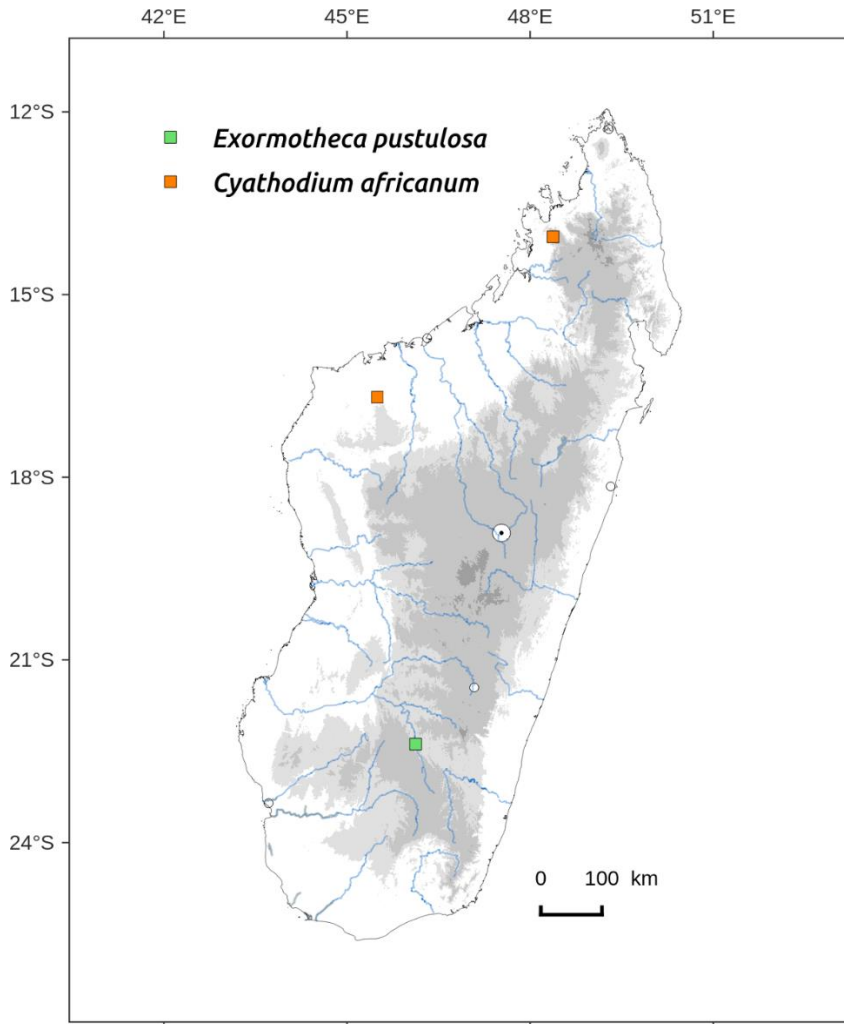 42°E 45°E 48°E 51°E
12°S
Exormotheca pustulosa
Cyathodium africanum
15°S
18°S
21°S
24°S
0 100 km